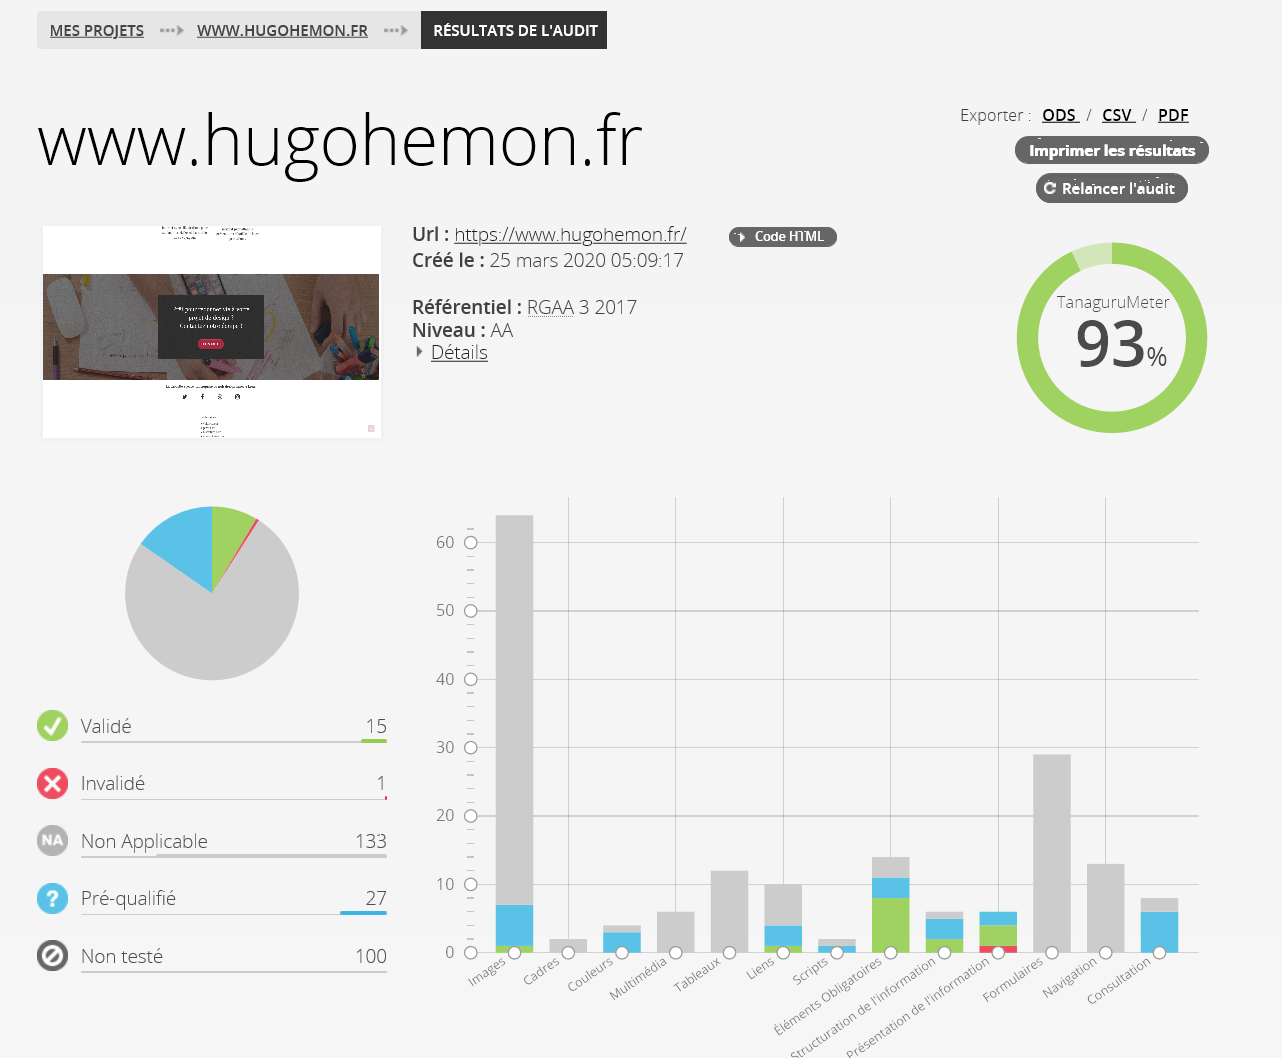 MES PROJETS WWW.HUGOHEMON.FR RÉSULTATS DE L'AUDIT
www.hugohemon.fr
Exporter : ODS / CSV / PDF
Imprimer les résultats
Relancer l'audit
Url : https://www.hugohemon.fr/ Code HTML
Créé le : 25 mars 2020 05:09:17
Référentiel : RGAA 3 2017
Niveau : AA
Détails
TanaguruMeter
93%
Validé 15
Invalidé 1
NA Non Applicable 133
? Pré-qualifié 27
Non testé 100
60
50
40
30
20
10
0
Images
Cadres
Couleurs
Multimédia
Tableaux
Liens
Scripts
Éléments Obligatoires
Structuration de l'information
Présentation de l'information
Formulaires
Navigation
Consultation